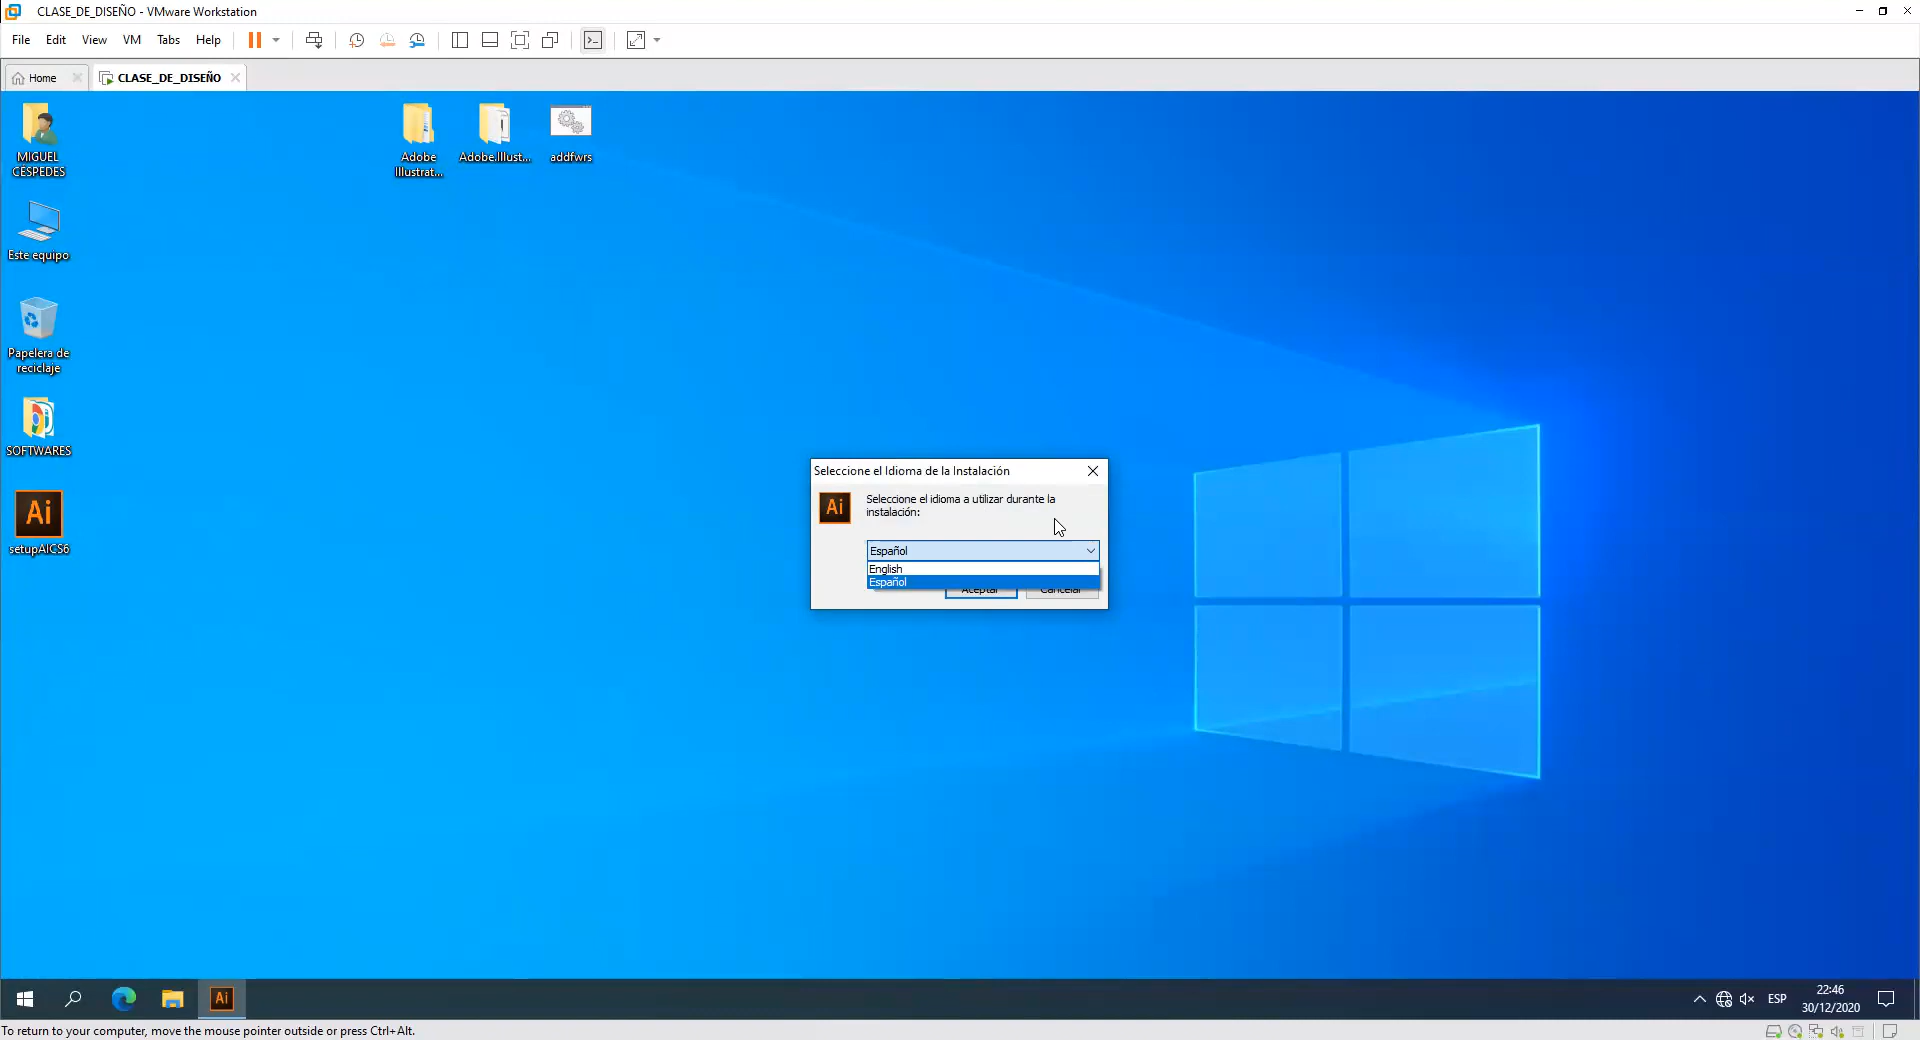 CLASE_DE_DISEÑO - VMware Workstation
File Edit View VM Tabs Help
Home CLASE_DE_DISEÑO
MIGUEL
CESPEDES
Adobe
Illustrat...
Adobe.Illust...
addfwrs
Este equipo
Papelera de
reciclaje
SOFTWARES
Ai
setupAICS6
Seleccione el Idioma de la Instalación
Ai
Seleccione el idioma a utilizar durante la
instalación:
Español
English
Español
Aceptar Cancelar
Ai
ESP
22:46
30/12/2020
To return to your computer, move the mouse pointer outside or press Ctrl+Alt.